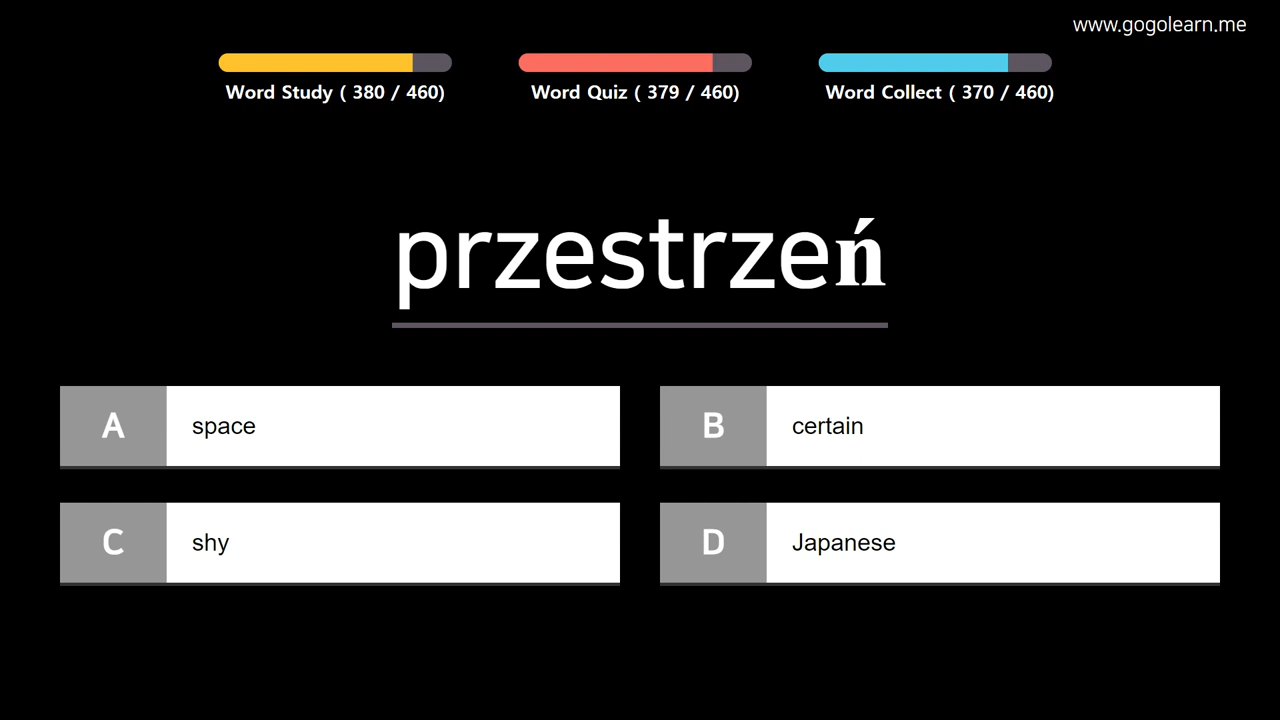 www.gogolearn.me
Word Study ( 380 / 460)
Word Quiz ( 379 / 460)
Word Collect ( 370 / 460)
przestrzeń
A space
B certain
C shy
D Japanese